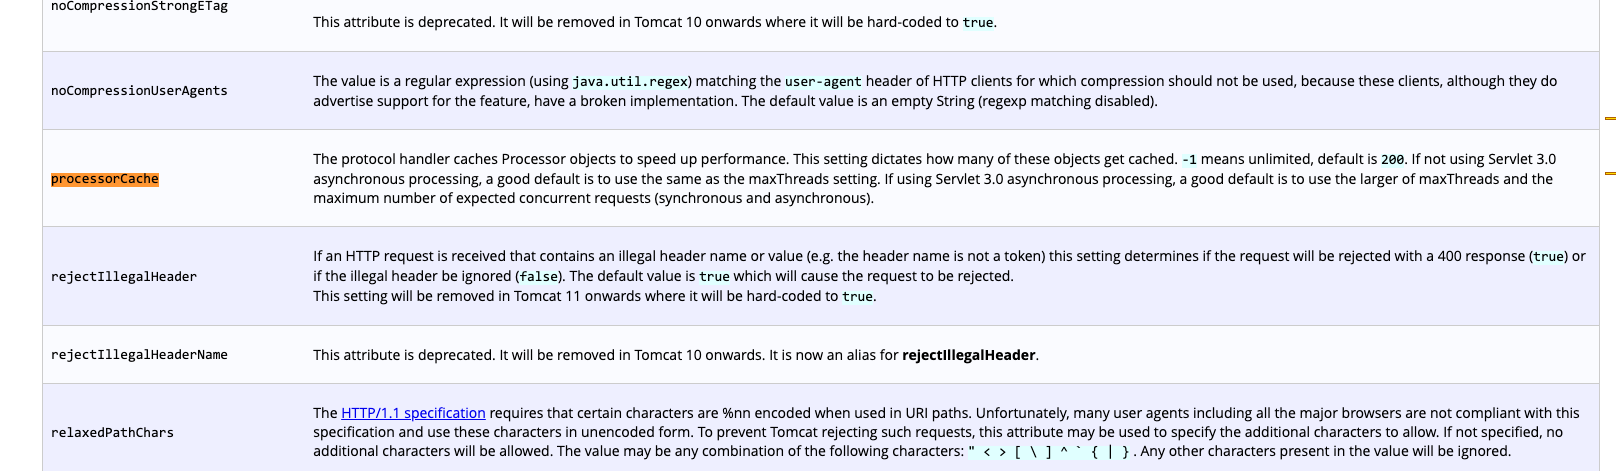 noCompressionStrongETag
This attribute is deprecated. It will be removed in Tomcat 10 onwards where it will be hard-coded to true.
noCompressionUserAgents
The value is a regular expression (using java.util.regex) matching the user-agent header of HTTP clients for which compression should not be used, because these clients, although they do
advertise support for the feature, have a broken implementation. The default value is an empty String (regexp matching disabled).
processorCache
The protocol handler caches Processor objects to speed up performance. This setting dictates how many of these objects get cached. -1 means unlimited, default is 200. If not using Servlet 3.0
asynchronous processing, a good default is to use the same as the maxThreads setting. If using Servlet 3.0 asynchronous processing, a good default is to use the larger of maxThreads and the
maximum number of expected concurrent requests (synchronous and asynchronous).
rejectIllegalHeader
If an HTTP request is received that contains an illegal header name or value (e.g. the header name is not a token) this setting determines if the request will be rejected with a 400 response (true) or
if the illegal header be ignored (false). The default value is true which will cause the request to be rejected.
This setting will be removed in Tomcat 11 onwards where it will be hard-coded to true.
rejectIllegalHeaderName
This attribute is deprecated. It will be removed in Tomcat 10 onwards. It is now an alias for rejectIllegalHeader.
relaxedPathChars
The HTTP/1.1 specification requires that certain characters are %nn encoded when used in URI paths. Unfortunately, many user agents including all the major browsers are not compliant with this
specification and use these characters in unencoded form. To prevent Tomcat rejecting such requests, this attribute may be used to specify the additional characters to allow. If not specified, no
additional characters will be allowed. The value may be any combination of the following characters: " < > [ \ ] ^ ` { | } . Any other characters present in the value will be ignored.